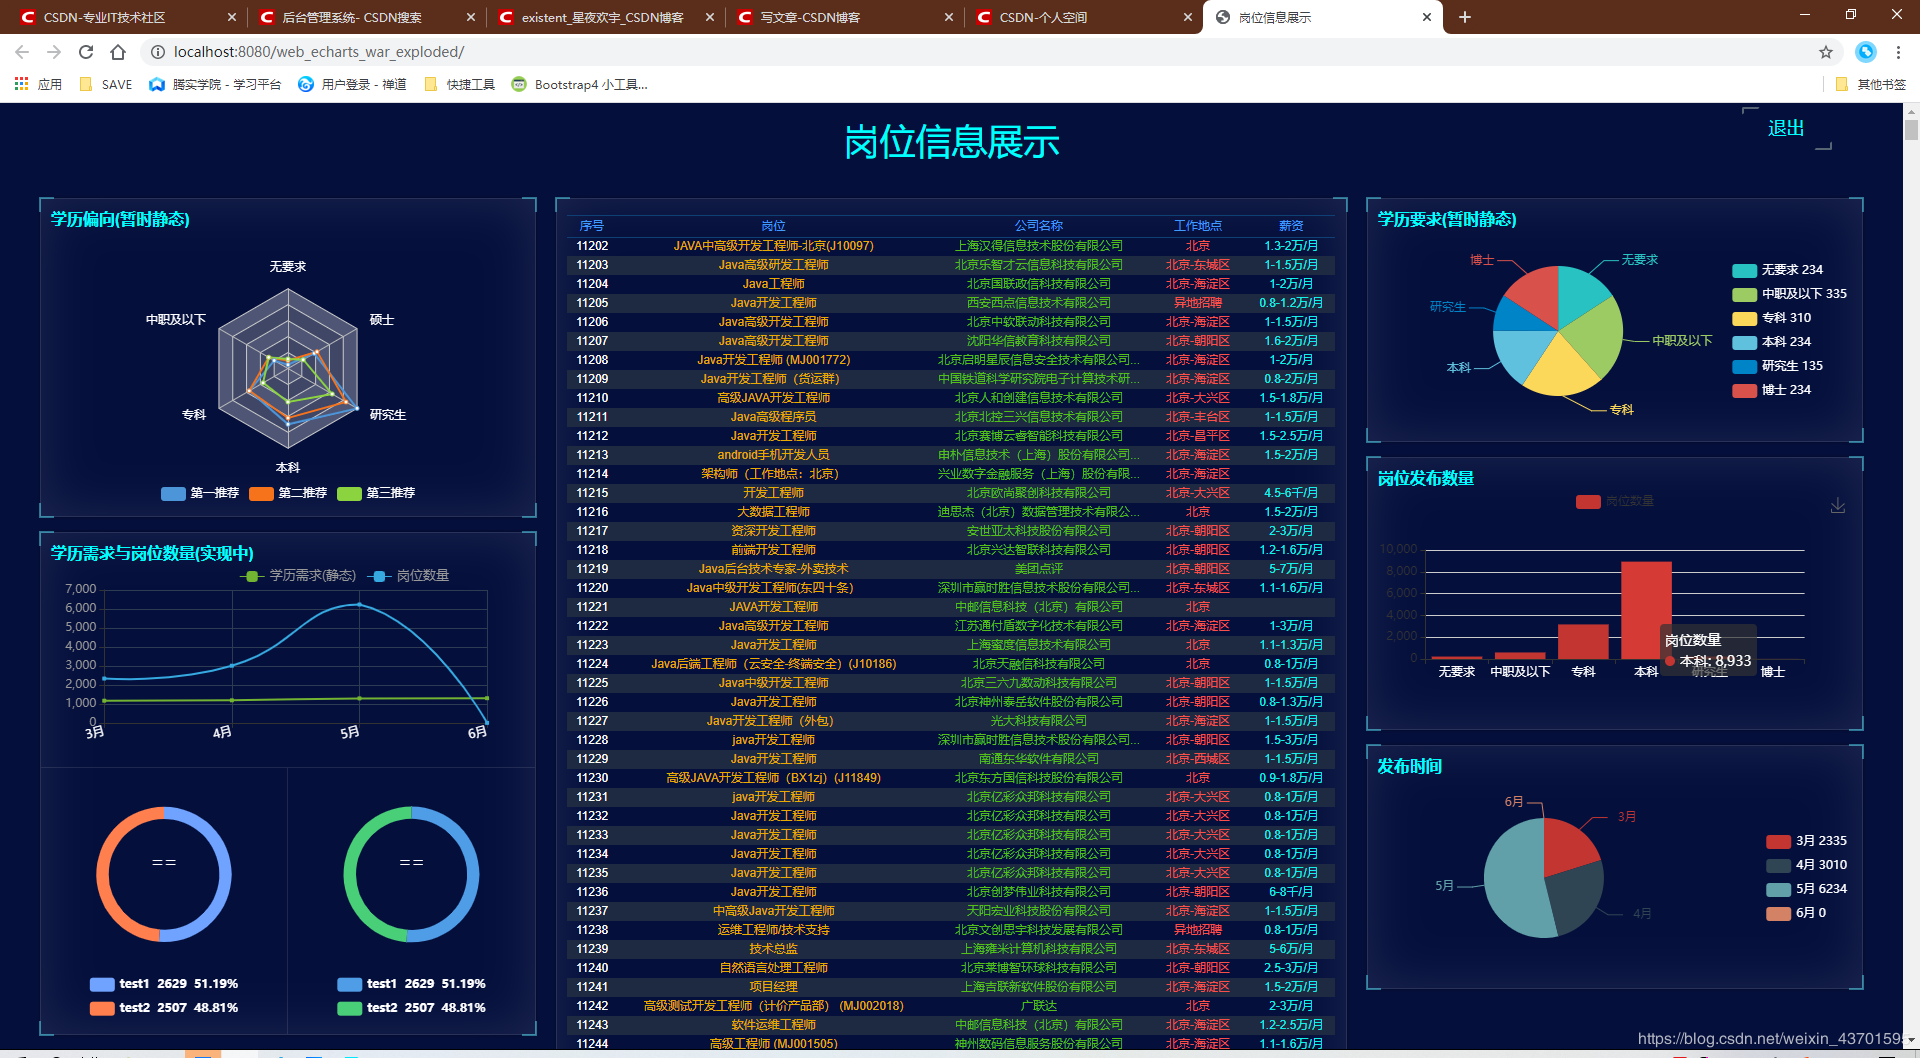 CSDN-专业IT技术社区
后台管理系统- CSDN搜索
existent_星夜欢宇_CSDN博客
写文章-CSDN博客
CSDN-个人空间
岗位信息展示
localhost:8080/web_echarts_war_exploded/
应用
SAVE
腾实学院 - 学习平台
用户登录 - 禅道
快捷工具
Bootstrap4 小工具...
其他书签
岗位信息展示
退出
学历偏向(暂时静态)
无要求
中职及以下
硕士
专科
研究生
本科
第一推荐
第二推荐
第三推荐
学历需求与岗位数量(实现中)
学历需求(静态)
岗位数量
7,000
6,000
5,000
4,000
3,000
2,000
1,000
0
3月
4月
5月
6月
==
==
test1 2629 51.19%
test2 2507 48.81%
test1 2629 51.19%
test2 2507 48.81%
序号 岗位 公司名称 工作地点 薪资
11202 JAVA中高级开发工程师-北京(J10097) 上海汉得信息技术股份有限公司 北京 1.3-2万/月
11203 Java高级研发工程师 北京乐智才云信息科技有限公司 北京-东城区 1-1.5万/月
11204 Java工程师 北京国联政信科技有限公司 北京-海淀区 1-2万/月
11205 Java开发工程师 西安西点信息技术有限公司 异地招聘 0.8-1.2万/月
11206 Java高级开发工程师 北京中软联动科技有限公司 北京-海淀区 1-1.5万/月
11207 Java高级开发工程师 沈阳华信教育科技有限公司 北京-朝阳区 1.6-2万/月
11208 Java开发工程师 (MJ001772) 北京启明星辰信息安全技术有限公司... 北京-海淀区 1-2万/月
11209 Java开发工程师（货运群） 中国铁道科学研究院电子计算技术研... 北京-海淀区 0.8-2万/月
11210 高级JAVA开发工程师 北京人和创建信息技术有限公司 北京-大兴区 1.5-1.8万/月
11211 Java高级程序员 北京北控三兴信息技术有限公司 北京-丰台区 1-1.5万/月
11212 Java开发工程师 北京赛博云睿智能科技有限公司 北京-昌平区 1.5-2.5万/月
11213 android手机开发人员 申朴信息技术（上海）股份有限公司... 北京-海淀区 1.5-2万/月
11214 架构师（工作地点：北京） 兴业数字金融服务（上海）股份有限... 北京-海淀区
11215 开发工程师 北京欧尚聚创科技有限公司 北京-大兴区 4.5-6千/月
11216 大数据工程师 迪思杰（北京）数据管理技术有限公... 北京 1.5-2万/月
11217 资深开发工程师 安世亚太科技股份有限公司 北京-朝阳区 2-3万/月
11218 前端开发工程师 北京兴达智联科技有限公司 北京-朝阳区 1.2-1.6万/月
11219 Java后台技术专家-外卖技术 美团点评 北京-朝阳区 5-7万/月
11220 Java中级开发工程师(东四十条) 深圳市赢时胜信息技术股份有限公司... 北京-东城区 1.1-1.6万/月
11221 JAVA开发工程师 中邮信息科技（北京）有限公司 北京
11222 Java高级开发工程师 江苏通付盾数字化技术有限公司 北京-海淀区 1-3万/月
11223 Java开发工程师 上海蜜度信息技术有限公司 北京 1.1-1.3万/月
11224 Java后端工程师（云安全-终端安全）(J10186) 北京天融信科技有限公司 北京 0.8-1万/月
11225 Java中级开发工程师 北京三六九数动科技有限公司 北京-朝阳区 1-1.5万/月
11226 Java开发工程师 北京神州泰岳软件股份有限公司 北京-朝阳区 0.8-1.3万/月
11227 Java开发工程师（外包） 光大科技有限公司 北京-海淀区 1-1.5万/月
11228 java开发工程师 深圳市赢时胜信息技术股份有限公司... 北京-朝阳区 1.5-3万/月
11229 Java开发工程师 南通东华软件有限公司 北京-西城区 1-1.5万/月
11230 高级JAVA开发工程师（BX1zj）(J11849) 北京东方国信科技股份有限公司 北京 0.9-1.8万/月
11231 java开发工程师 北京亿彩众邦科技有限公司 北京-大兴区 0.8-1万/月
11232 Java开发工程师 北京亿彩众邦科技有限公司 北京-大兴区 0.8-1万/月
11233 Java开发工程师 北京亿彩众邦科技有限公司 北京-大兴区 0.8-1万/月
11234 Java开发工程师 北京亿彩众邦科技有限公司 北京-大兴区 0.8-1万/月
11235 Java开发工程师 北京亿彩众邦科技有限公司 北京-大兴区 0.8-1万/月
11236 Java开发工程师 北京创梦伟业科技有限公司 北京-朝阳区 6-8千/月
11237 中高级Java开发工程师 天阳宏业科技股份有限公司 北京-海淀区 1-1.5万/月
11238 运维工程师/技术支持 北京文创思宇科技发展有限公司 异地招聘 0.8-1万/月
11239 技术总监 上海雍米计算机科技有限公司 北京-东城区 5-6万/月
11240 自然语言处理工程师 北京莱博智环球科技有限公司 北京-朝阳区 2.5-3万/月
11241 项目经理 上海吉联新软件股份有限公司 北京-海淀区 1.5-2万/月
11242 高级测试开发工程师（计价产品部） (MJ002018) 广联达 北京 2-3万/月
11243 软件运维工程师 中邮信息科技（北京）有限公司 北京-海淀区 1.2-2.5万/月
11244 高级工程师 (MJ001505) 神州数码信息服务股份有限公司 北京-海淀区 1.1-1.6万/月
学历要求(暂时静态)
博士
无要求
研究生
中职及以下
本科
专科
无要求 234
中职及以下 335
专科 310
本科 234
研究生 135
博士 234
岗位发布数量
岗位数量
10,000
8,000
6,000
4,000
2,000
0
岗位数量
本科: 8,933
无要求
中职及以下
专科
本科
研究生
博士
发布时间
6月
3月
5月
4月
3月 2335
4月 3010
5月 6234
6月 0